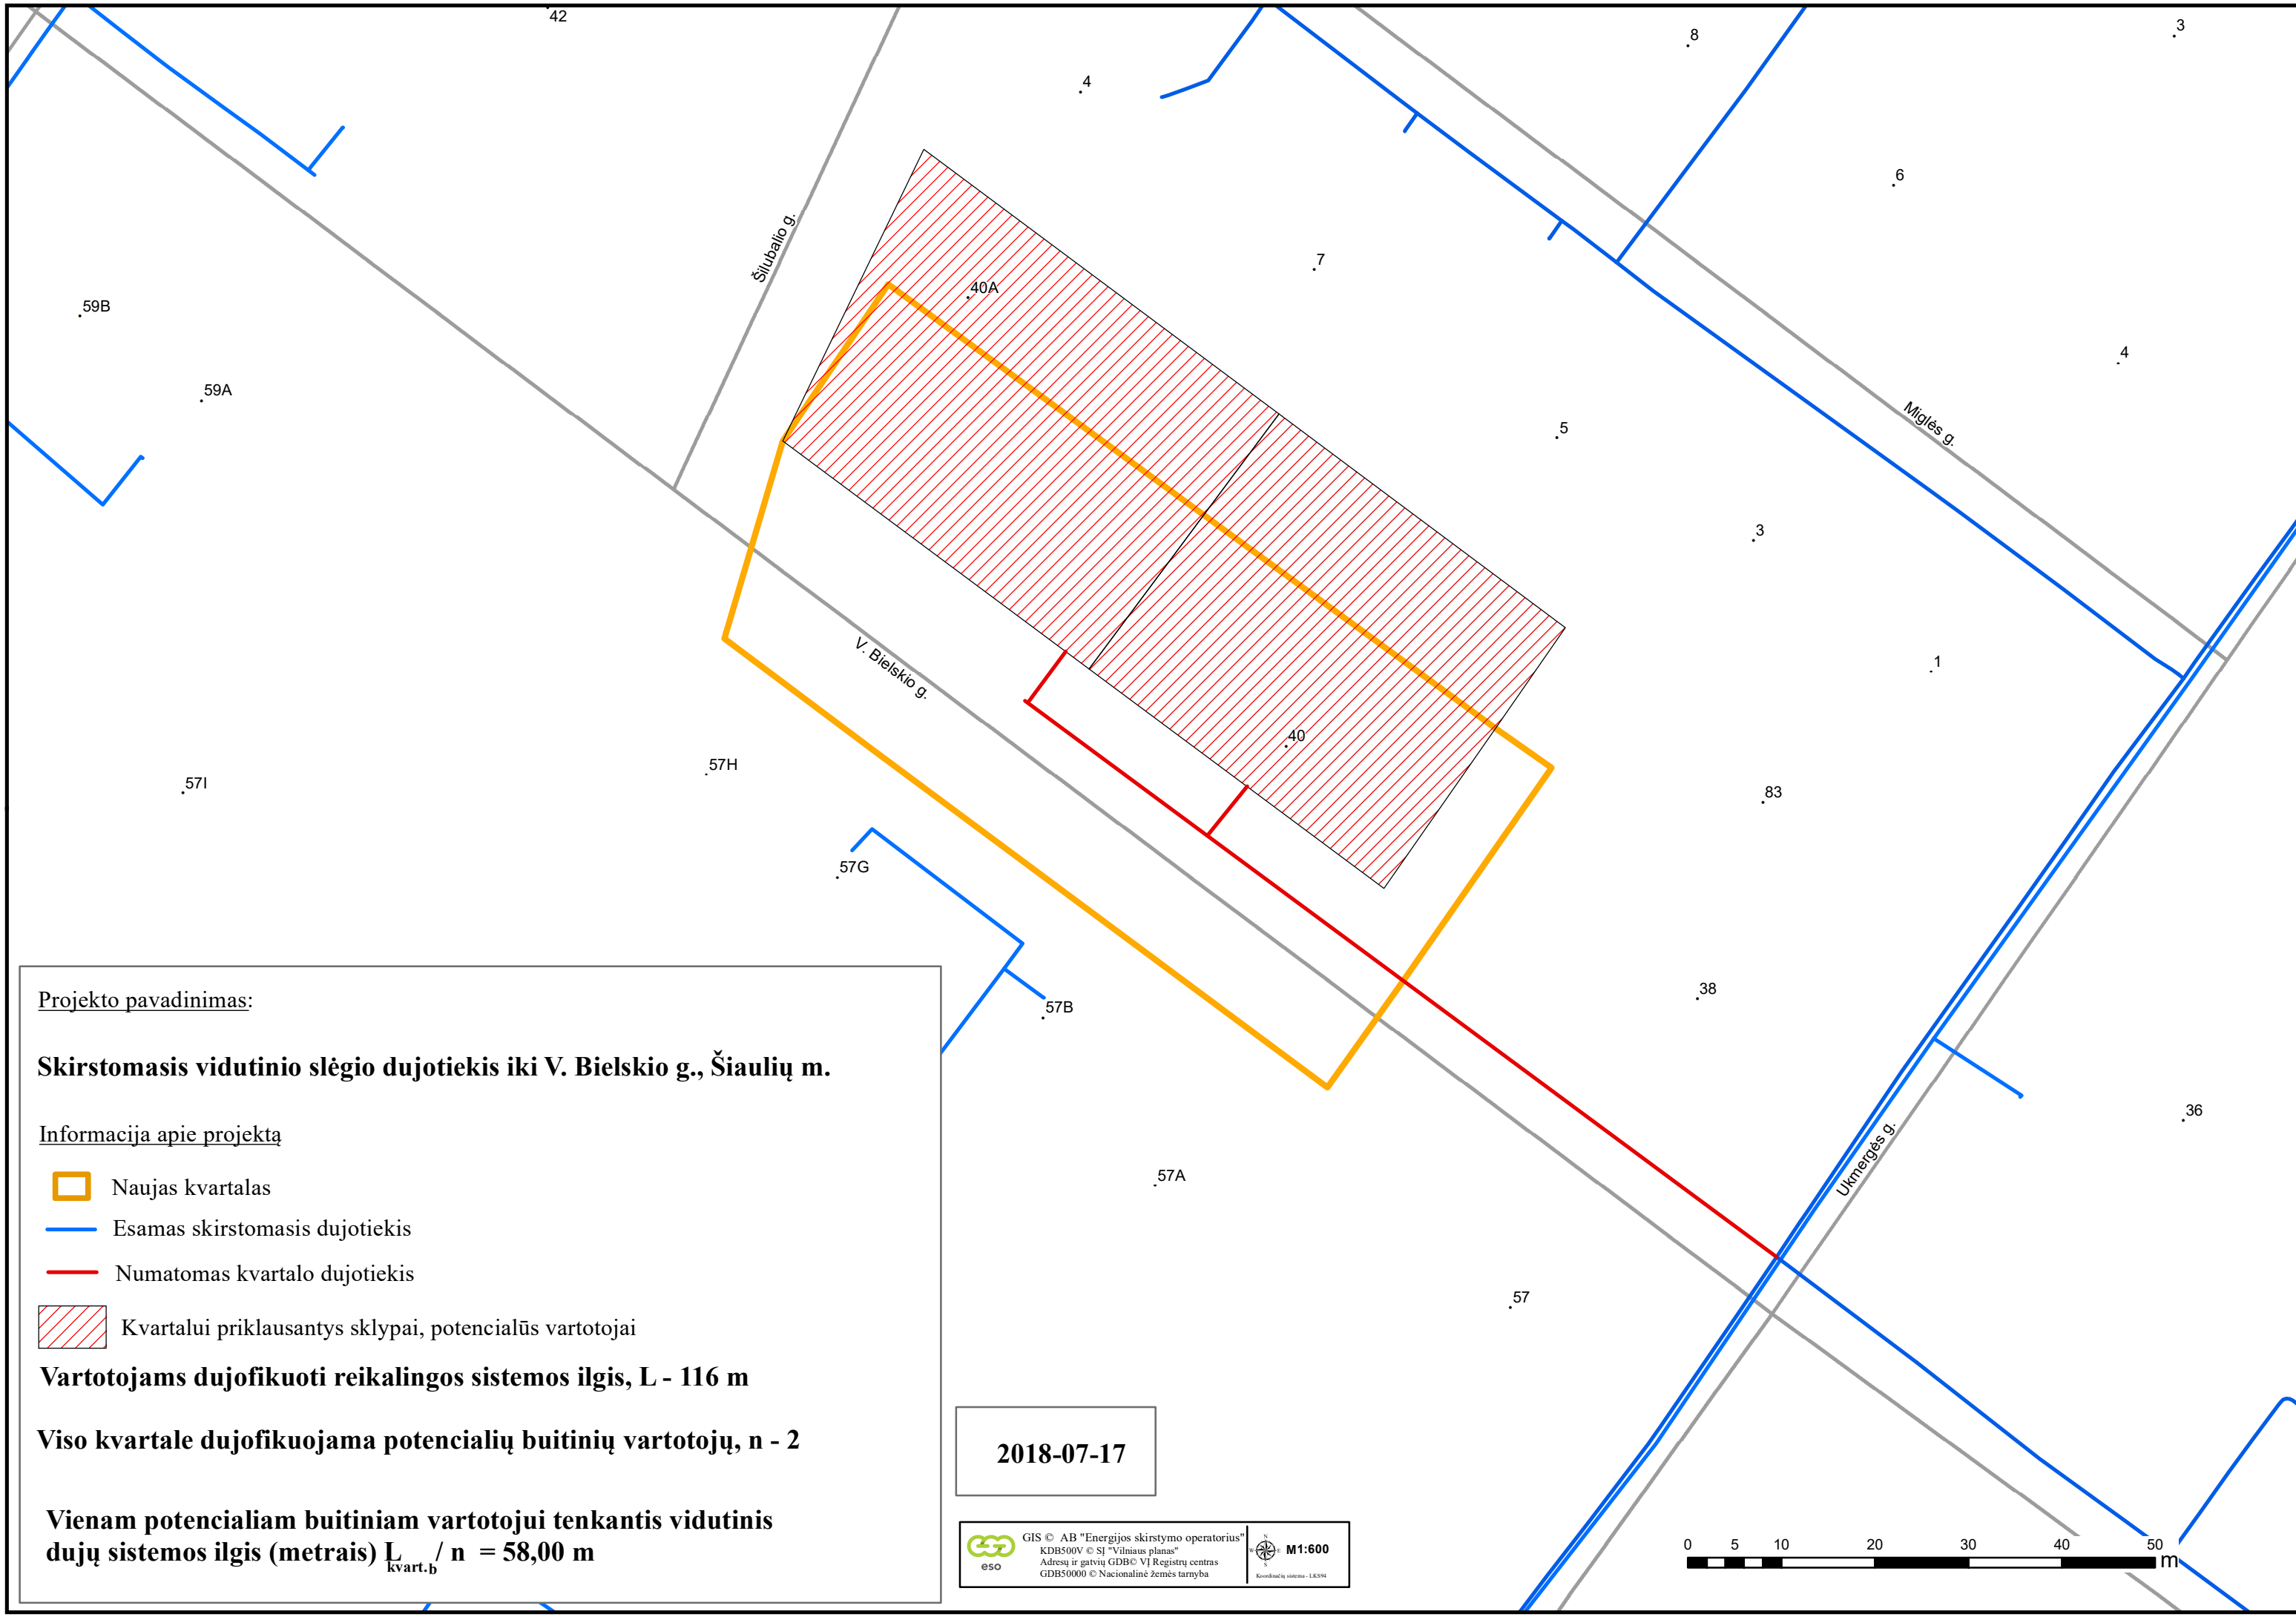 42
8
3
4
6
Šilubalio g.
7
40A
59B
4
59A
Miglės g.
5
3
1
V. Bielskio g.
40
57H
57I
83
57G
38
57B
36
Ukmergės g.
57A
57
Projekto pavadinimas:
Skirstomasis vidutinio slėgio dujotiekis iki V. Bielskio g., Šiaulių m.
Informacija apie projektą
Naujas kvartalas
Esamas skirstomasis dujotiekis
Numatomas kvartalo dujotiekis
Kvartalui priklausantys sklypai, potencialūs vartotojai
Vartotojams dujofikuoti reikalingos sistemos ilgis, L - 116 m
Viso kvartale dujofikuojama potencialių buitinių vartotojų, n - 2
Vienam potencialiam buitiniam vartotojui tenkantis vidutinis
dujų sistemos ilgis (metrais) L kvart.b / n = 58,00 m
2018-07-17
eso
GIS © AB "Energijos skirstymo operatorius"
KDB500V © SĮ "Vilniaus planas"
Adresų ir gatvių GDB© VĮ Registrų centras
GDB50000 © Nacionalinė žemės tarnyba
N
W E
S
M1:600
Koordinačių sistema - LKS94
0 5 10 20 30 40 50
m